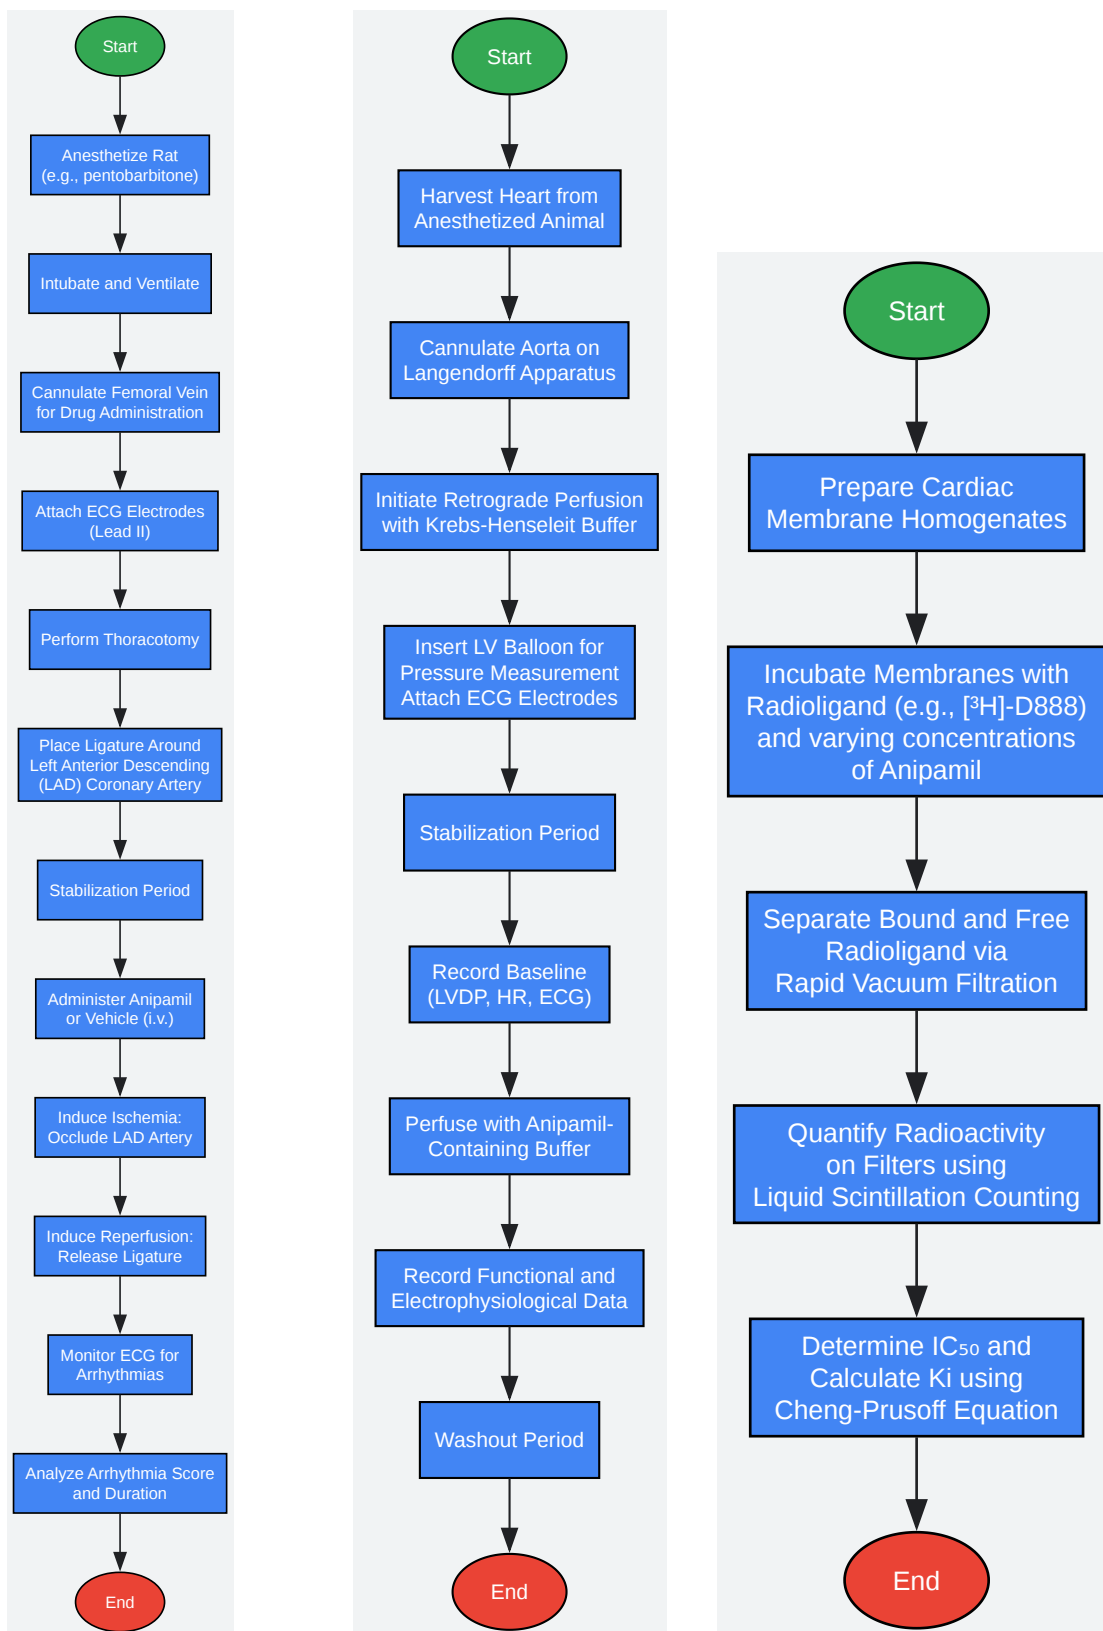 Start
Anesthetize Rat
(e.g., pentobarbitone)
Intubate and Ventilate
Cannulate Femoral Vein
for Drug Administration
Attach ECG Electrodes
(Lead II)
Perform Thoracotomy
Place Ligature Around
Left Anterior Descending
(LAD) Coronary Artery
Stabilization Period
Administer Anipamil
or Vehicle (i.v.)
Induce Ischemia:
Occlude LAD Artery
Induce Reperfusion:
Release Ligature
Monitor ECG for
Arrhythmias
Analyze Arrhythmia Score
and Duration
End
Start
Harvest Heart from
Anesthetized Animal
Cannulate Aorta on
Langendorff Apparatus
Initiate Retrograde Perfusion
with Krebs-Henseleit Buffer
Insert LV Balloon for
Pressure Measurement
Attach ECG Electrodes
Stabilization Period
Record Baseline
(LVDP, HR, ECG)
Perfuse with Anipamil-
Containing Buffer
Record Functional and
Electrophysiological Data
Washout Period
End
Start
Prepare Cardiac
Membrane Homogenates
Incubate Membranes with
Radioligand (e.g., [³H]-D888)
and varying concentrations
of Anipamil
Separate Bound and Free
Radioligand via
Rapid Vacuum Filtration
Quantify Radioactivity
on Filters using
Liquid Scintillation Counting
Determine IC₅₀ and
Calculate Ki using
Cheng-Prusoff Equation
End